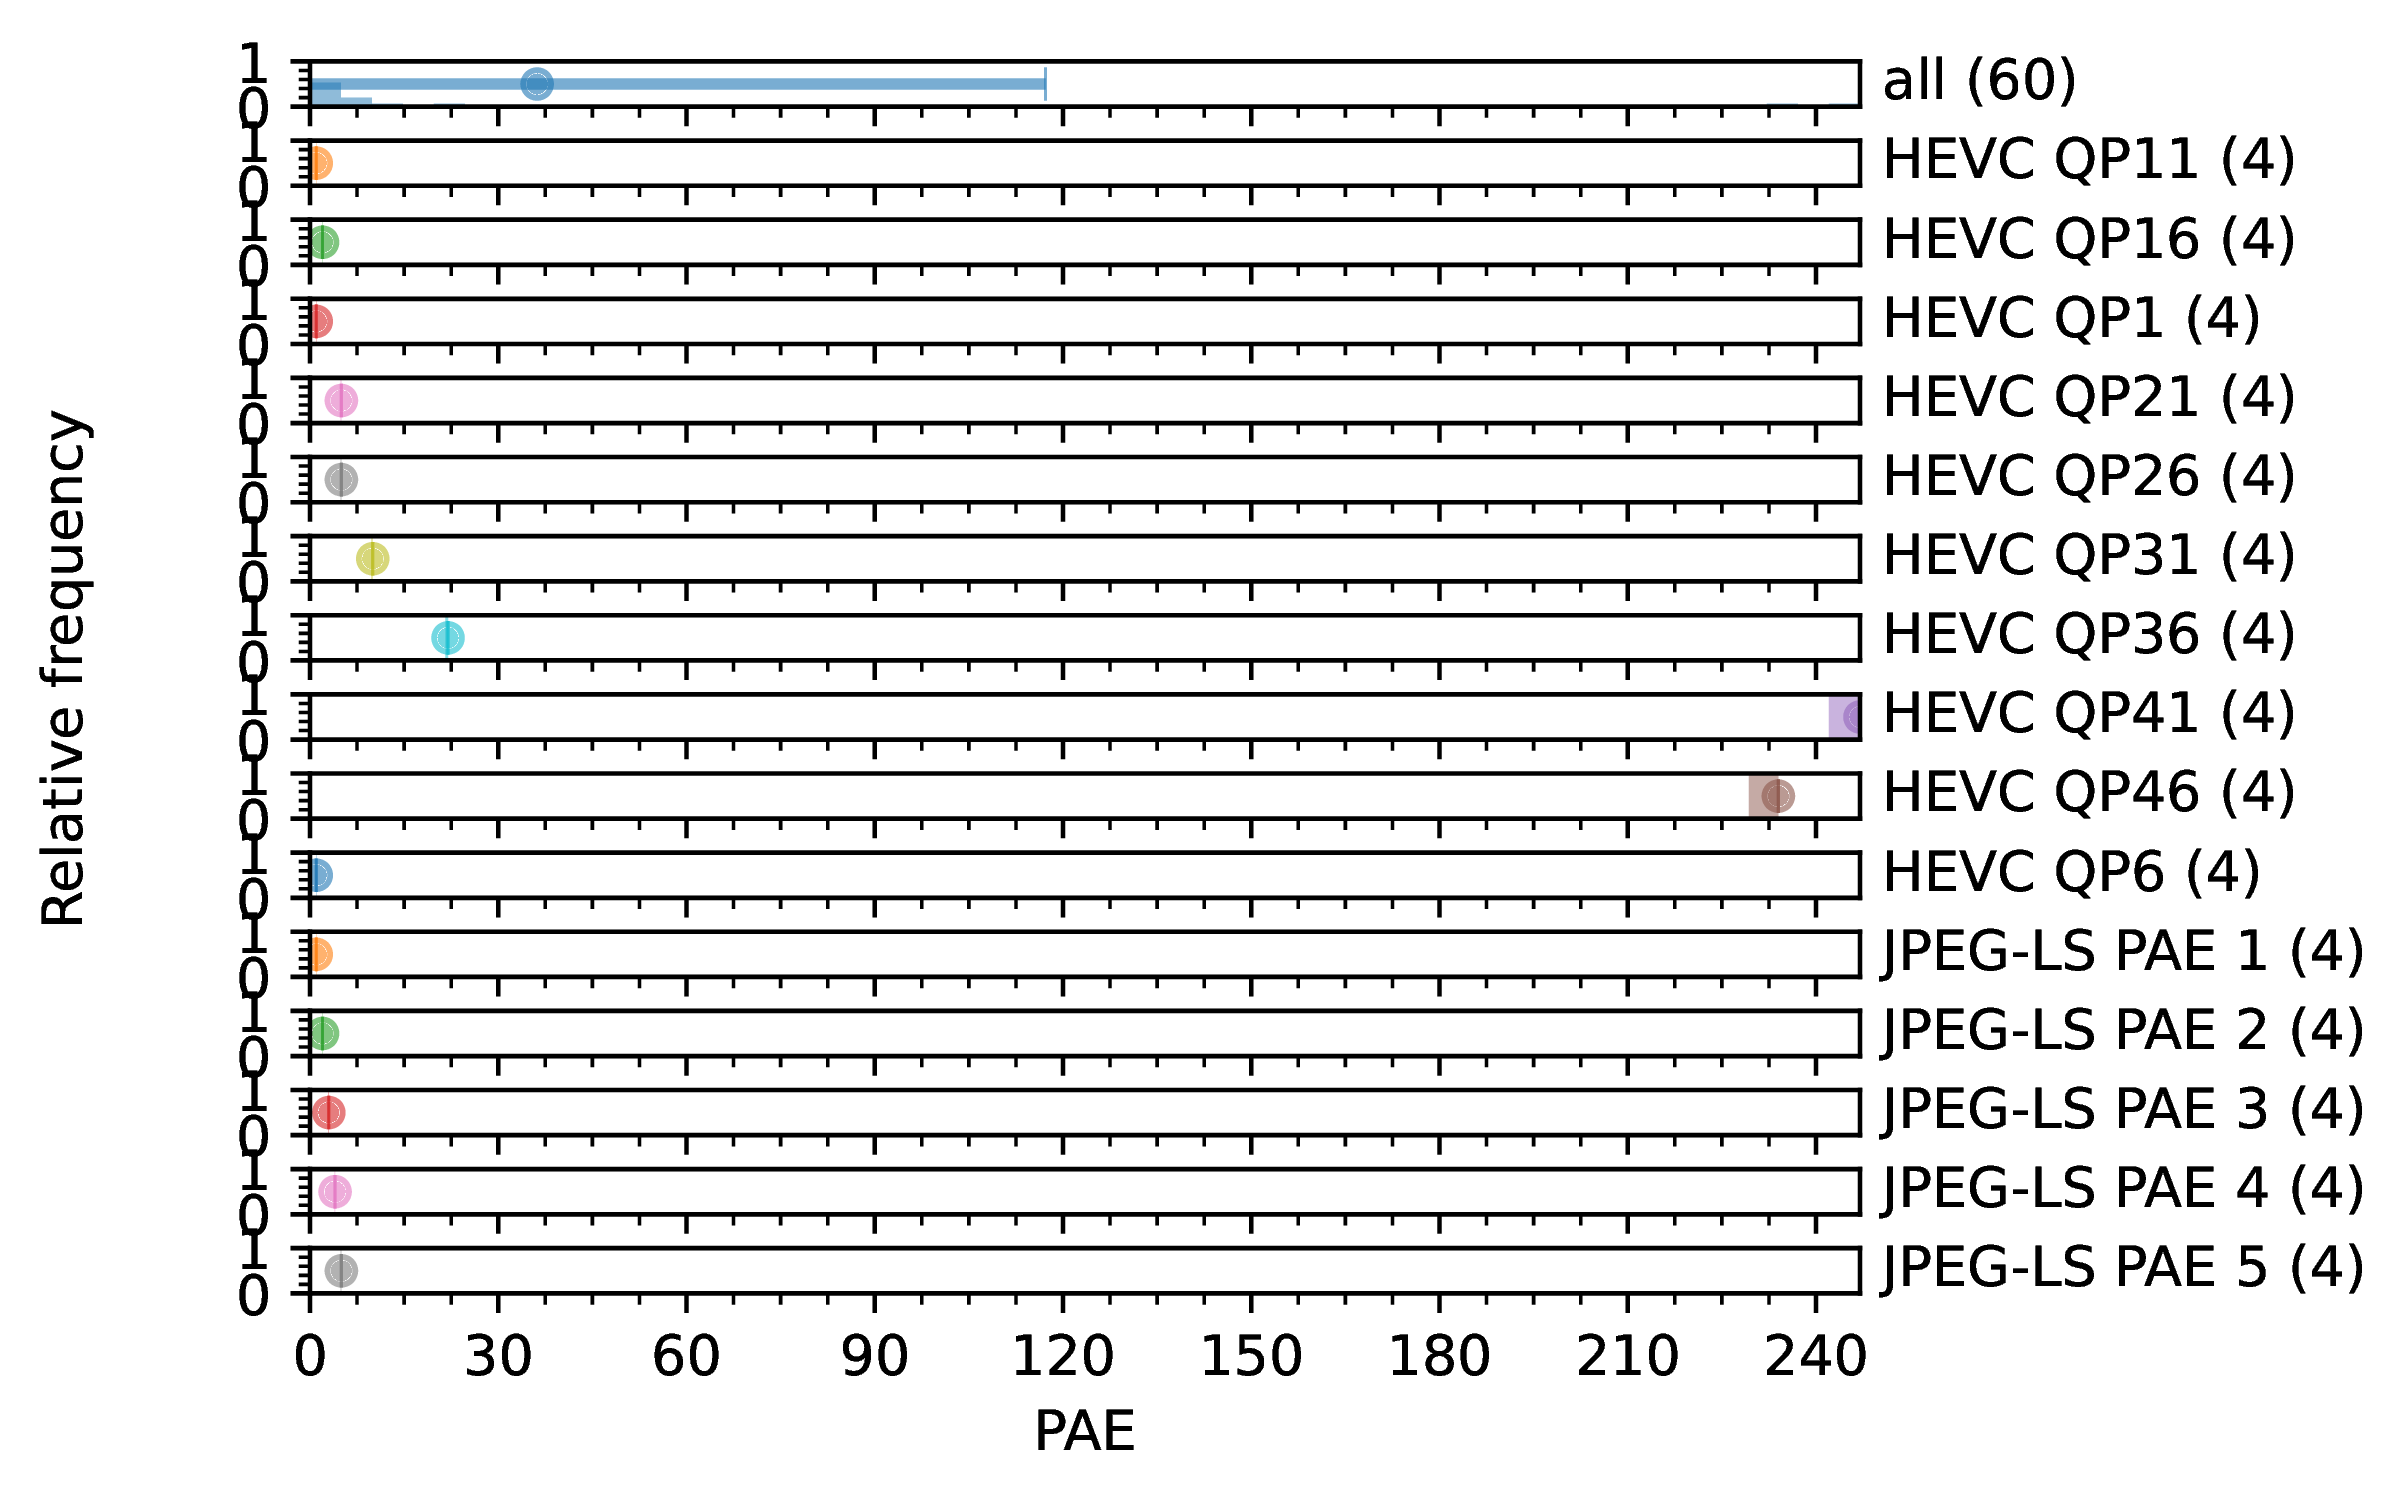 Relative frequency
1
0
all (60)
1
0
HEVC QP11 (4)
1
0
HEVC QP16 (4)
1
0
HEVC QP1 (4)
1
0
HEVC QP21 (4)
1
0
HEVC QP26 (4)
1
0
HEVC QP31 (4)
1
0
HEVC QP36 (4)
1
0
HEVC QP41 (4)
1
0
HEVC QP46 (4)
1
0
HEVC QP6 (4)
1
0
JPEG-LS PAE 1 (4)
1
0
JPEG-LS PAE 2 (4)
1
0
JPEG-LS PAE 3 (4)
1
0
JPEG-LS PAE 4 (4)
1
0
JPEG-LS PAE 5 (4)
0 30 60 90 120 150 180 210 240
PAE